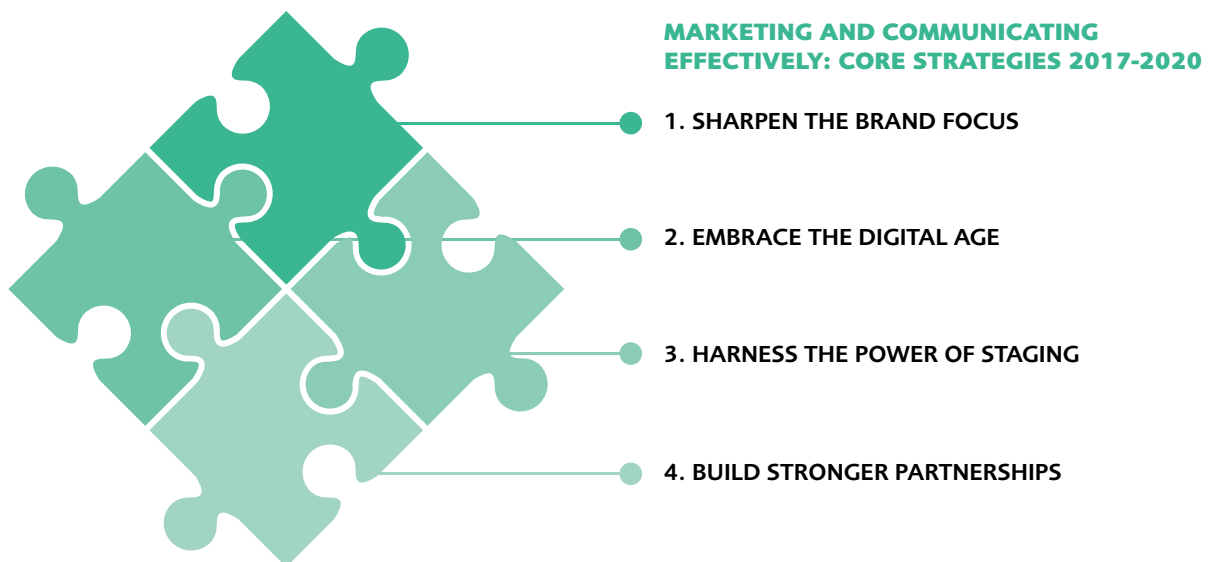 MARKETING AND COMMUNICATING
EFFECTIVELY: CORE STRATEGIES 2017-2020
1. SHARPEN THE BRAND FOCUS
2. EMBRACE THE DIGITAL AGE
3. HARNESS THE POWER OF STAGING
4. BUILD STRONGER PARTNERSHIPS